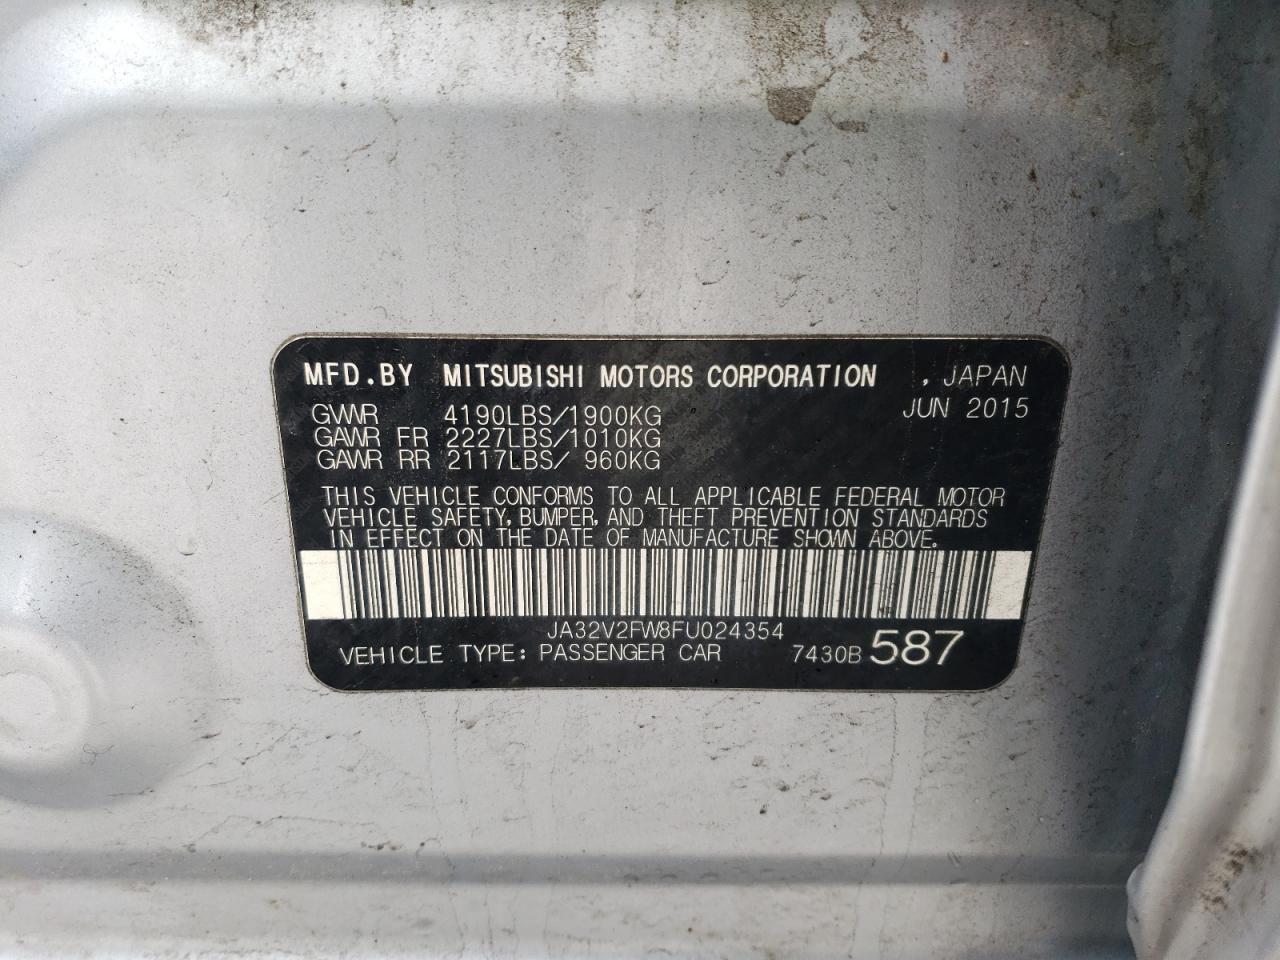 MFD.BY MITSUBISHI MOTORS CORPORATION , JAPAN
GVWR 4190LBS/1900KG JUN 2015
GAWR FR 2227LBS/1010KG
GAWR RR 2117LBS/ 960KG
THIS VEHICLE CONFORMS TO ALL APPLICABLE FEDERAL MOTOR
VEHICLE SAFETY, BUMPER, AND THEFT PREVENTION STANDARDS
IN EFFECT ON THE DATE OF MANUFACTURE SHOWN ABOVE.
JA32V2FW8FU024354
VEHICLE TYPE: PASSENGER CAR 7430B 587